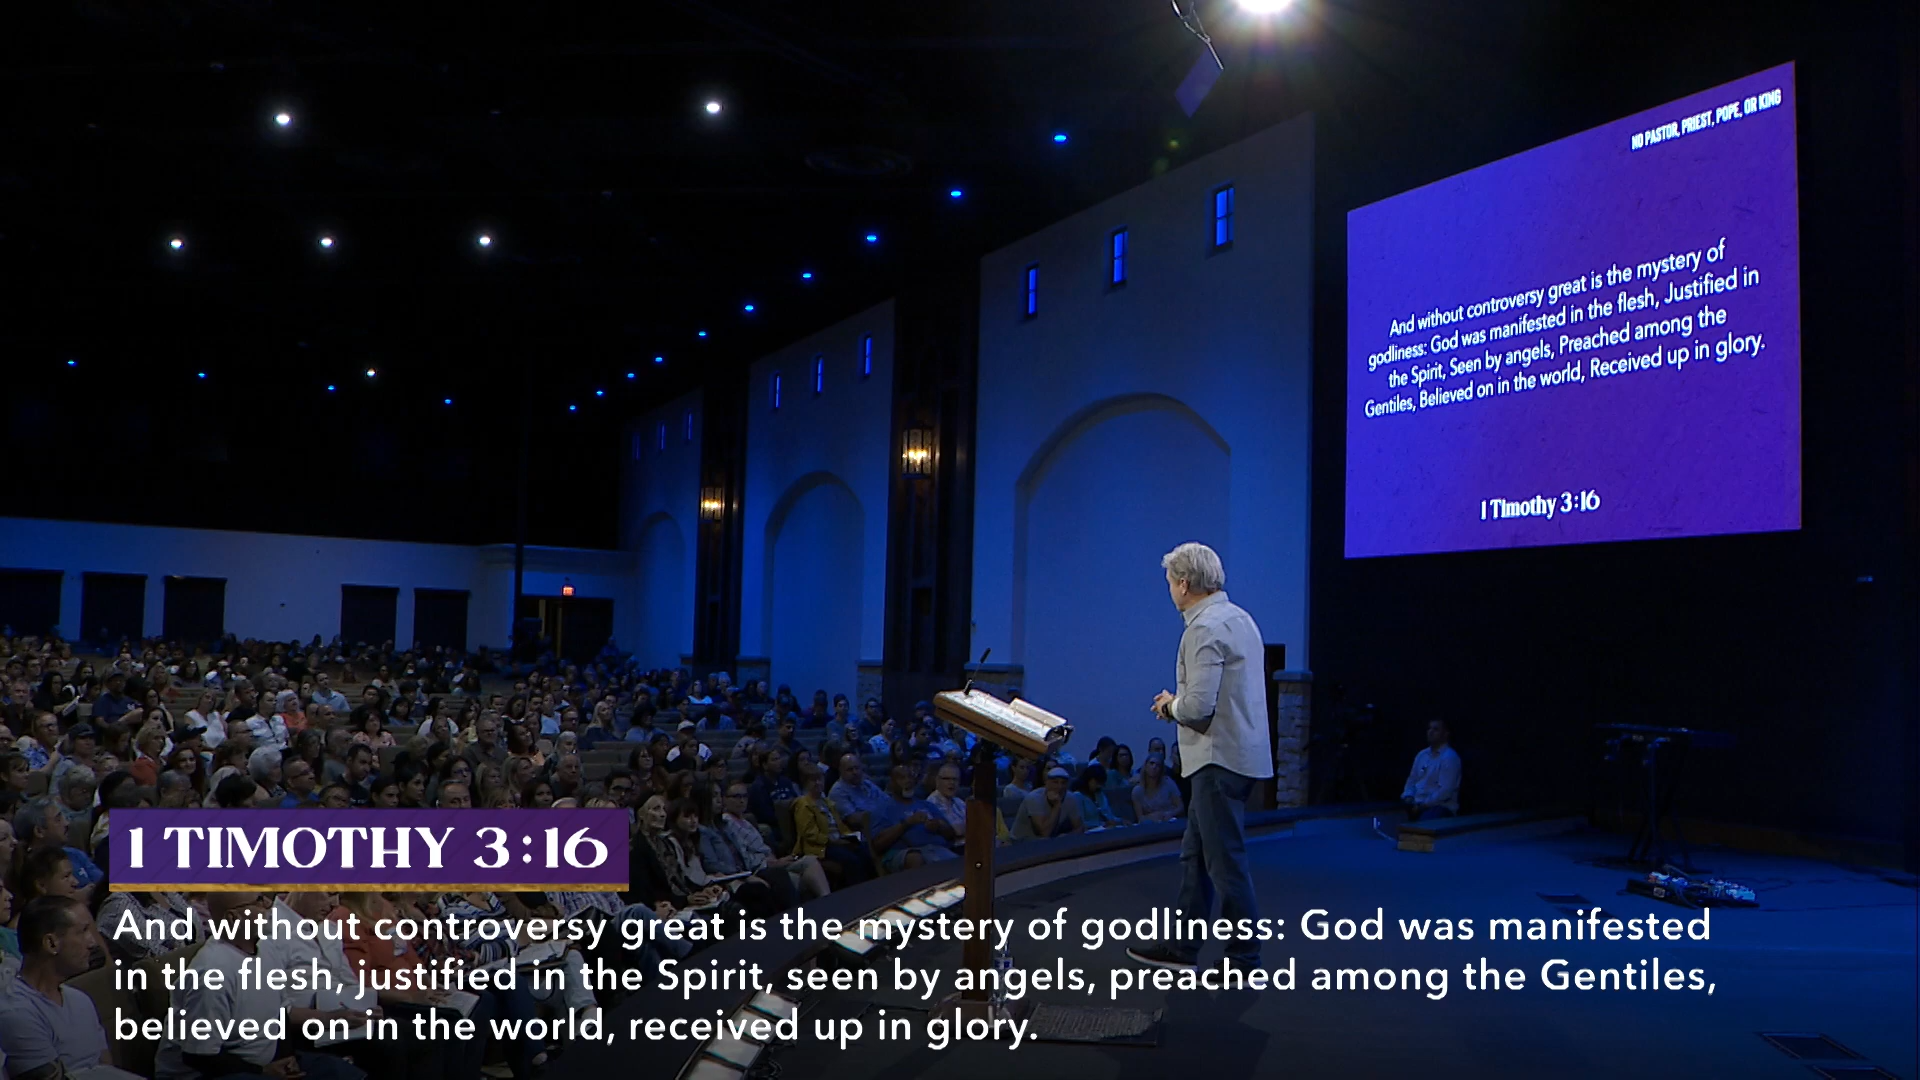 NO PASTOR, PRIEST, POPE, OR KING
And without controversy great is the mystery of
godliness: God was manifested in the flesh, Justified in
the Spirit, Seen by angels, Preached among the
Gentiles, Believed on in the world, Received up in glory.
1 Timothy 3:16
1 TIMOTHY 3:16
And without controversy great is the mystery of godliness: God was manifested
in the flesh, justified in the Spirit, seen by angels, preached among the Gentiles,
believed on in the world, received up in glory.